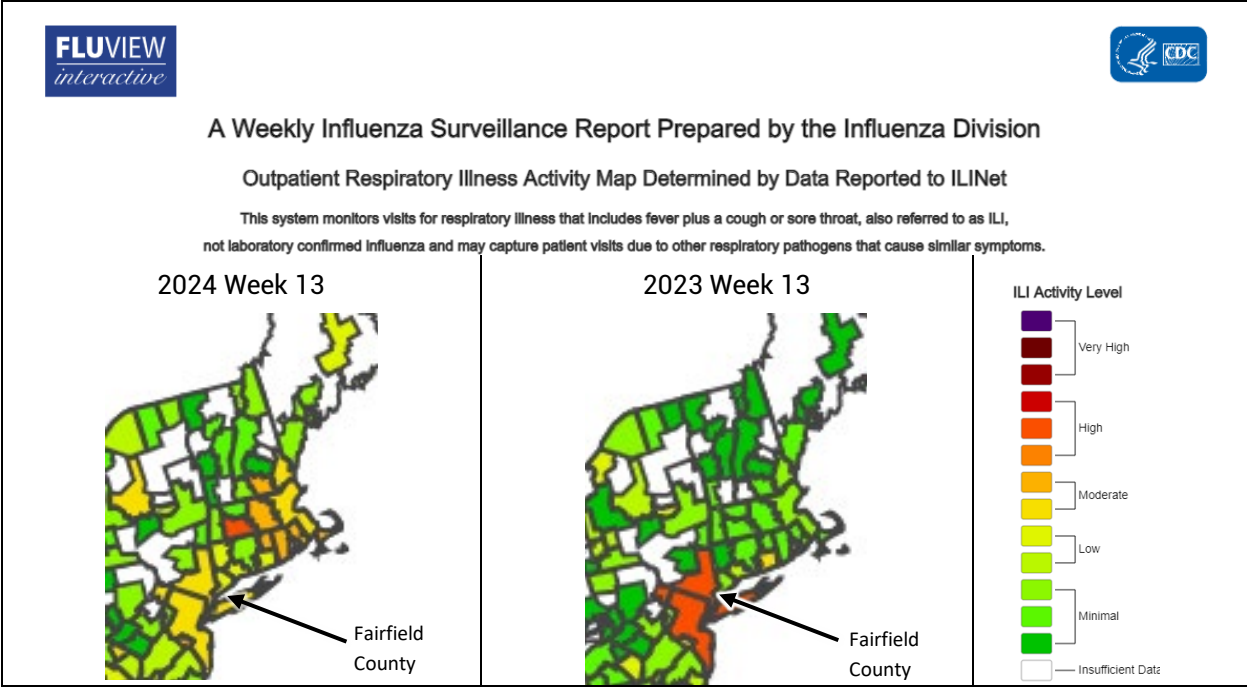 FLUVIEW
interactive
CDC
A Weekly Influenza Surveillance Report Prepared by the Influenza Division
Outpatient Respiratory Illness Activity Map Determined by Data Reported to ILINet
This system monitors visits for respiratory illness that includes fever plus a cough or sore throat, also referred to as ILI,
not laboratory confirmed influenza and may capture patient visits due to other respiratory pathogens that cause similar symptoms.
2024 Week 13
Fairfield
County
2023 Week 13
Fairfield
County
ILI Activity Level
Very High
High
Moderate
Low
Minimal
Insufficient Data